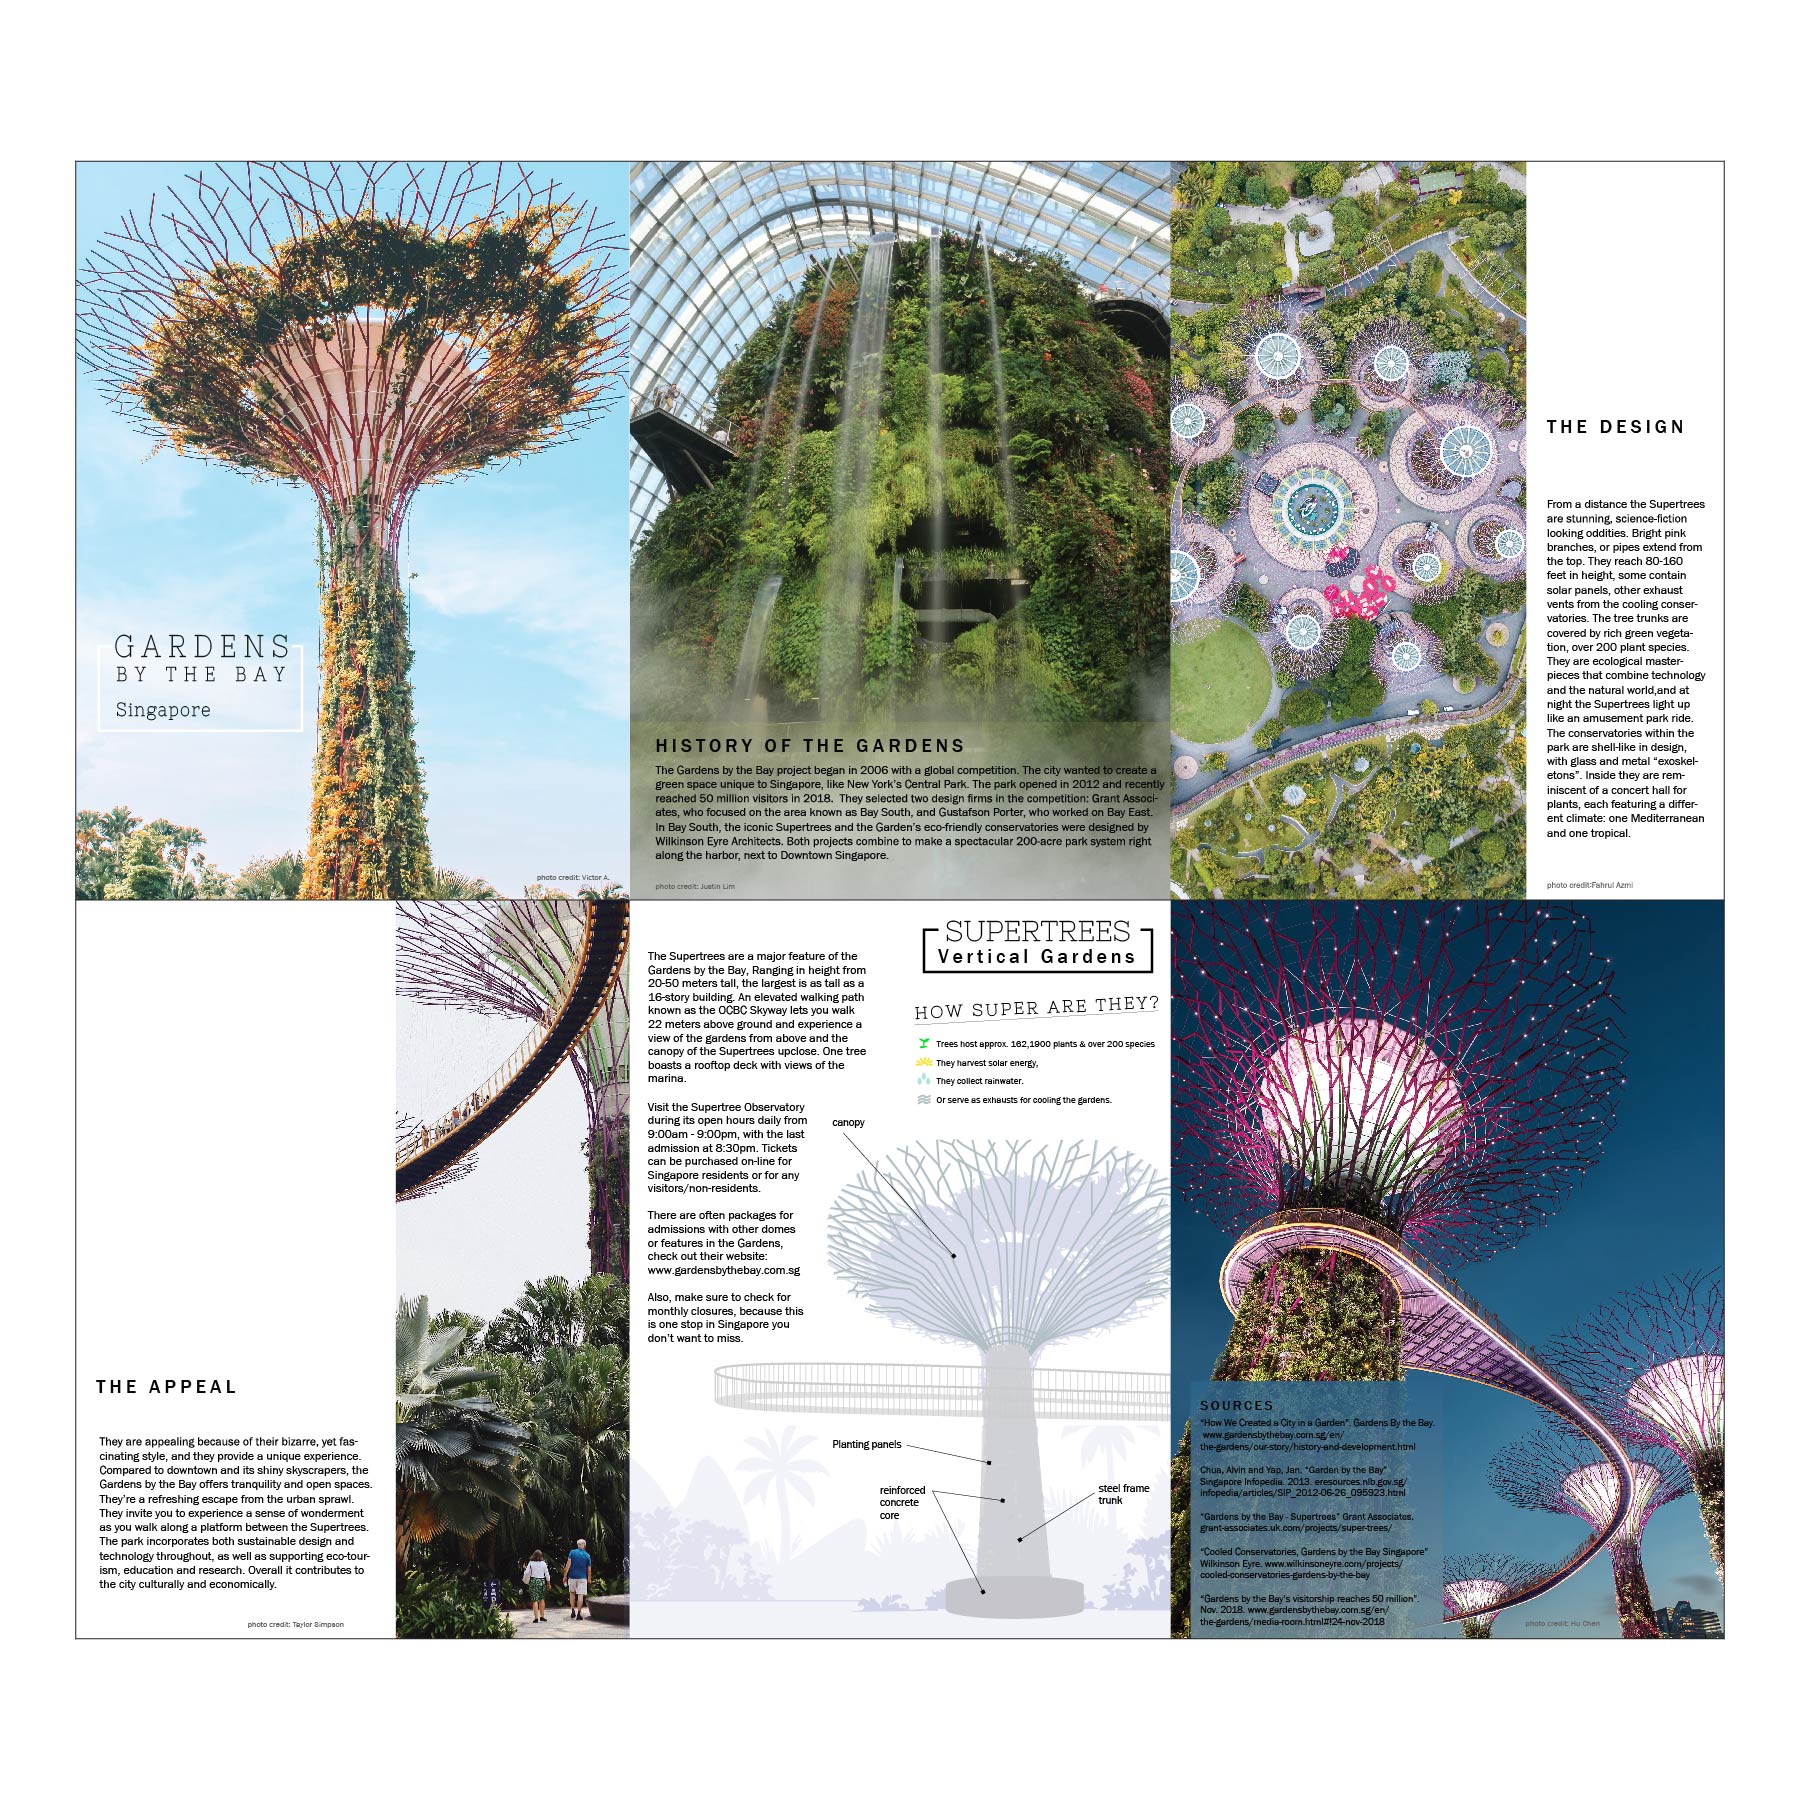 GARDENS
BY THE BAY
Singapore
photo credit: Victor A.
HISTORY OF THE GARDENS
The Gardens by the Bay project began in 2006 with a global competition. The city wanted to create a
green space unique to Singapore, like New York's Central Park. The park opened in 2012 and recently
reached 50 million visitors in 2018.  They selected two design firms in the competition: Grant Associ-
ates, who focused on the area known as Bay South, and Gustafson Porter, who worked on Bay East.
In Bay South, the iconic Supertrees and the Garden's eco-friendly conservatories were designed by
Wilkinson Eyre Architects. Both projects combine to make a spectacular 200-acre park system right
along the harbor, next to Downtown Singapore.
photo credit: Justin Lim
THE DESIGN
From a distance the Supertrees
are stunning, science-fiction
looking oddities. Bright pink
branches, or pipes extend from
the top. They reach 80-160
feet in height, some contain
solar panels, other exhaust
vents from the cooling conser-
vatories. The tree trunks are
covered by rich green vegeta-
tion, over 200 plant species.
They are ecological master-
pieces that combine technology
and the natural world,and at
night the Supertrees light up
like an amusement park ride.
The conservatories within the
park are shell-like in design,
with glass and metal “exoskel-
etons”. Inside they are rem-
iniscent of a concert hall for
plants, each featuring a differ-
ent climate: one Mediterranean
and one tropical.
photo credit:Fahrul Azmi
THE APPEAL
They are appealing because of their bizarre, yet fas-
cinating style, and they provide a unique experience.
Compared to downtown and its shiny skyscrapers, the
Gardens by the Bay offers tranquility and open spaces.
They're a refreshing escape from the urban sprawl.
They invite you to experience a sense of wonderment
as you walk along a platform between the Supertrees.
The park incorporates both sustainable design and
technology throughout, as well as supporting eco-tour-
ism, education and research. Overall it contributes to
the city culturally and economically.
photo credit: Taylor Simpson
The Supertrees are a major feature of the
Gardens by the Bay, Ranging in height from
20-50 meters tall, the largest is as tall as a
16-story building. An elevated walking path
known as the OCBC Skyway lets you walk
22 meters above ground and experience a
view of the gardens from above and the
canopy of the Supertrees upclose. One tree
boasts a rooftop deck with views of the
marina.
Visit the Supertree Observatory
during its open hours daily from
9:00am - 9:00pm, with the last
admission at 8:30pm. Tickets
can be purchased on-line for
Singapore residents or for any
visitors/non-residents.
There are often packages for
admissions with other domes
or features in the Gardens,
check out their website:
www.gardensbythebay.com.sg
Also, make sure to check for
monthly closures, because this
is one stop in Singapore you
don't want to miss.
SUPERTREES
Vertical Gardens
HOW SUPER ARE THEY?
Trees host approx. 162,1900 plants & over 200 species
They harvest solar energy,
They collect rainwater.
Or serve as exhausts for cooling the gardens.
canopy
Planting panels
reinforced
concrete
core
steel frame
trunk
SOURCES
“How We Created a City in a Garden”. Gardens By the Bay.
www.gardensbythebay.com.sg/en/
the-gardens/our-story/history-and-development.html
Chua, Alvin and Yap, Jan. “Garden by the Bay”
Singapore Infopedia. 2013. eresources.nlb.gov.sg/
infopedia/articles/SIP_2012-06-26_095923.html
“Gardens by the Bay - Supertrees” Grant Associates.
grant-associates.uk.com/projects/super-trees/
“Cooled Conservatories, Gardens by the Bay Singapore”
Wilkinson Eyre. www.wilkinsoneyre.com/projects/
cooled-conservatories-gardens-by-the-bay
“Gardens by the Bay's visitorship reaches 50 million”.
Nov. 2018. www.gardensbythebay.com.sg/en/
the-gardens/media-room.html#!24-nov-2018
photo credit: Hu Chen